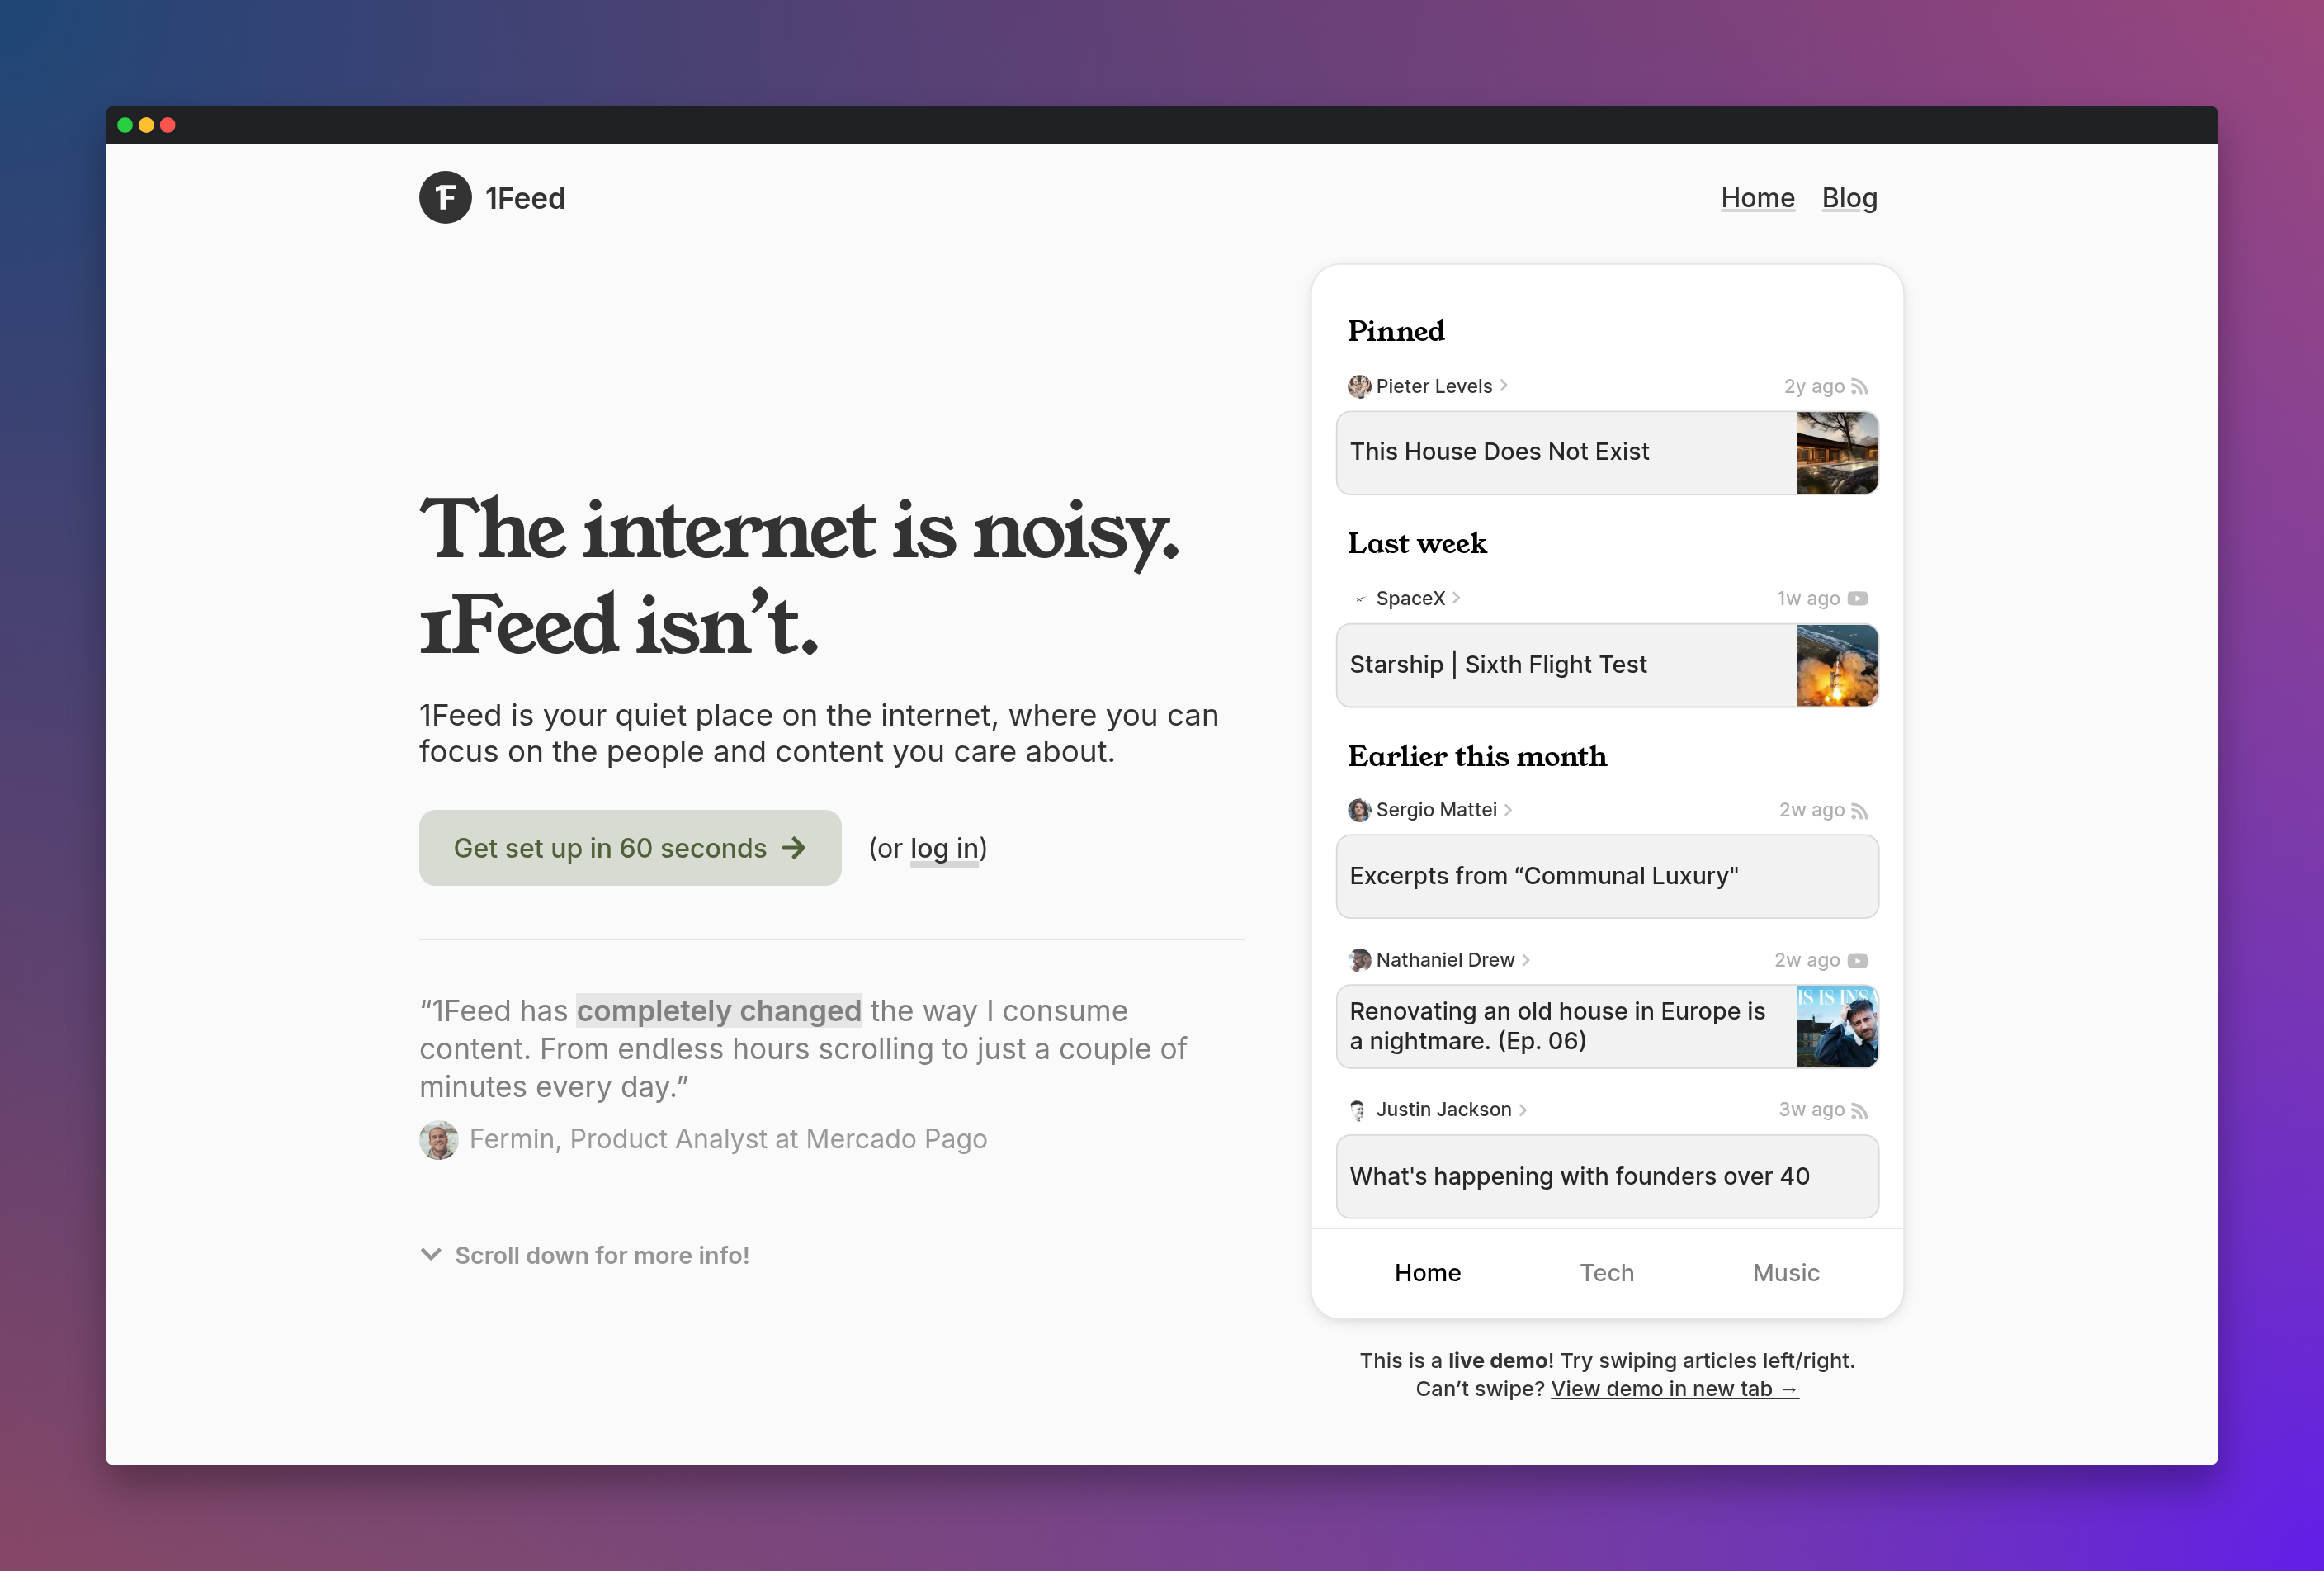 1Feed
Home Blog
The internet is noisy.
1Feed isn’t.
1Feed is your quiet place on the internet, where you can
focus on the people and content you care about.
Get set up in 60 seconds →
(or log in)
“1Feed has completely changed the way I consume
content. From endless hours scrolling to just a couple of
minutes every day.”
Fermin, Product Analyst at Mercado Pago
Scroll down for more info!
Pinned
Pieter Levels
2y ago
This House Does Not Exist
Last week
SpaceX
1w ago
Starship | Sixth Flight Test
Earlier this month
Sergio Mattei
2w ago
Excerpts from “Communal Luxury"
Nathaniel Drew
2w ago
Renovating an old house in Europe is
a nightmare. (Ep. 06)
Justin Jackson
3w ago
What's happening with founders over 40
Home Tech Music
This is a live demo! Try swiping articles left/right.
Can’t swipe? View demo in new tab →